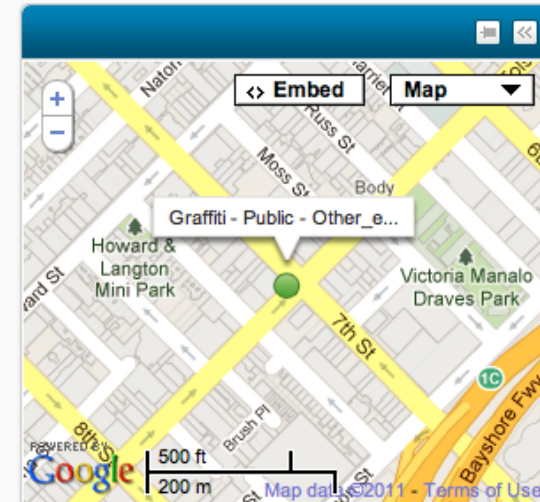 Natom
Harriet
Embed
Map
Russ St
Moss St
Body
Graffiti - Public - Other_e...
Howard &
Langton
Mini Park
Victoria Manalo
Draves Park
7th St
1C
Bayshore Fwy
Brush Pl
8th St
POWERED BY
Google
500 ft
200 m
Map data ©2011 - Terms of Use